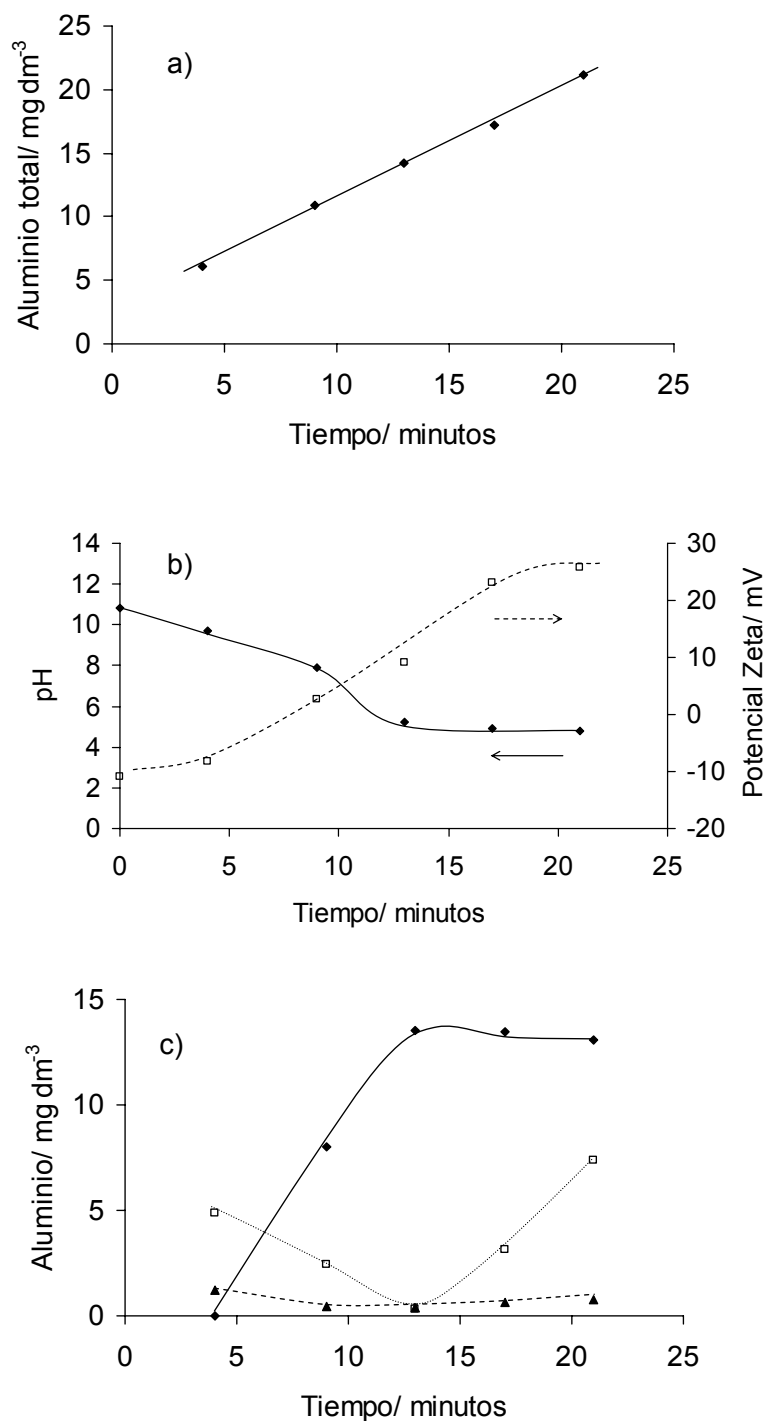 a)
Aluminio total/ mg dm-3
25
20
15
10
5
0
0 5 10 15 20 25
Tiempo/ minutos
b)
pH
14
12
10
8
6
4
2
0
30
20
10
0
-10
-20
Potencial Zeta/ mV
0 5 10 15 20 25
Tiempo/ minutos
c)
Aluminio/ mg dm-3
15
10
5
0
0 5 10 15 20 25
Tiempo/ minutos